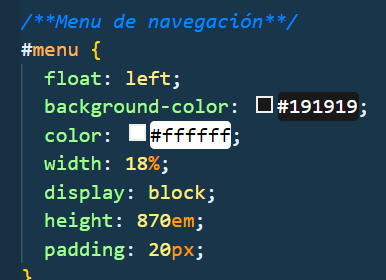 /**Menu de navegación**/
#menu {
float: left;
background-color: #191919;
color: #ffffff;
width: 18%;
display: block;
height: 870em;
padding: 20px;
}